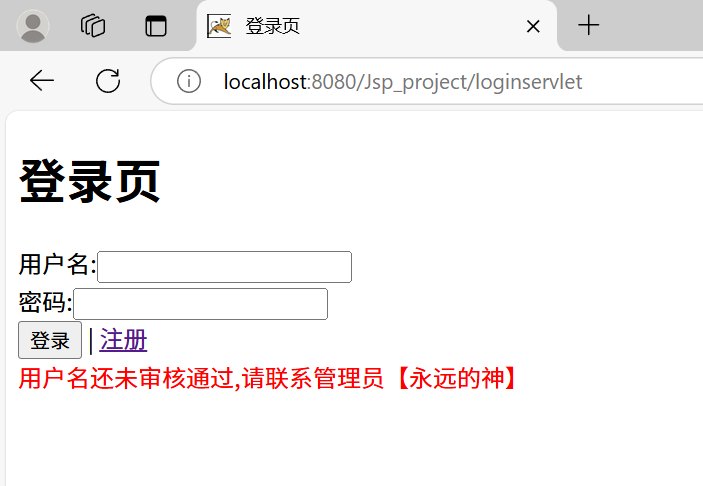 登录页
localhost:8080/Jsp_project/loginservlet
登录页
用户名:
密码:
登录 | 注册
用户名还未审核通过,请联系管理员【永远的神】